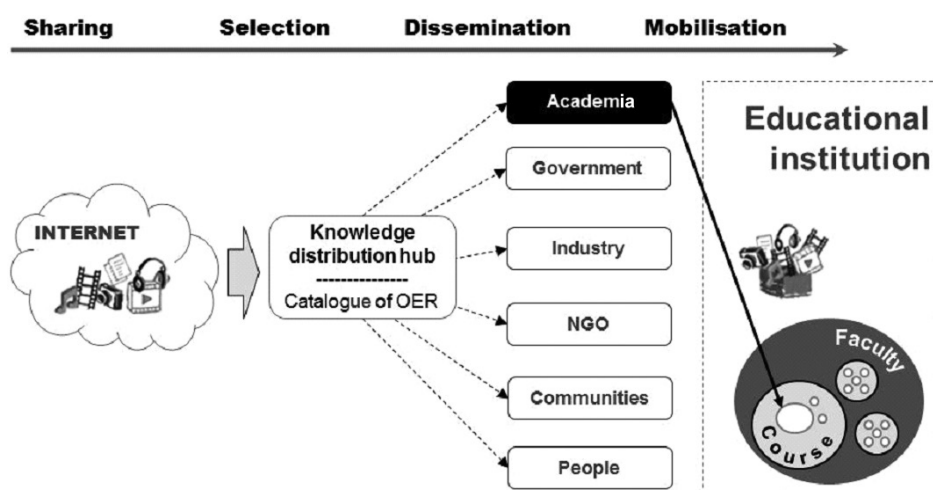 Sharing Selection Dissemination Mobilisation
INTERNET
Knowledge
distribution hub
---------------
Catalogue of OER
Academia
Government
Industry
NGO
Communities
People
Educational
institution
Faculty
Course